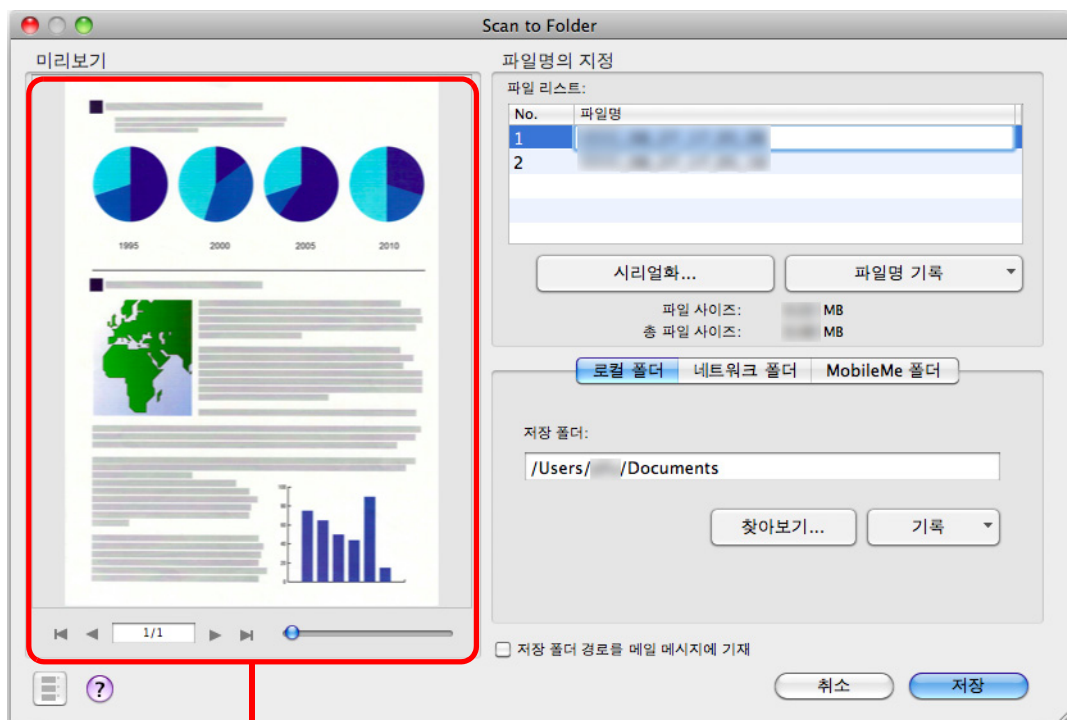 Scan to Folder
미리보기
1995 2000 2005 2010
1/1
파일명의 지정
파일 리스트:
No. 파일명
1
2
시리얼화...
파일명 기록
파일 사이즈: MB
총 파일 사이즈: MB
로컬 폴더 네트워크 폴더 MobileMe 폴더
저장 폴더:
/Users/ /Documents
찾아보기... 기록
저장 폴더 경로를 메일 메시지에 기재
?
취소 저장